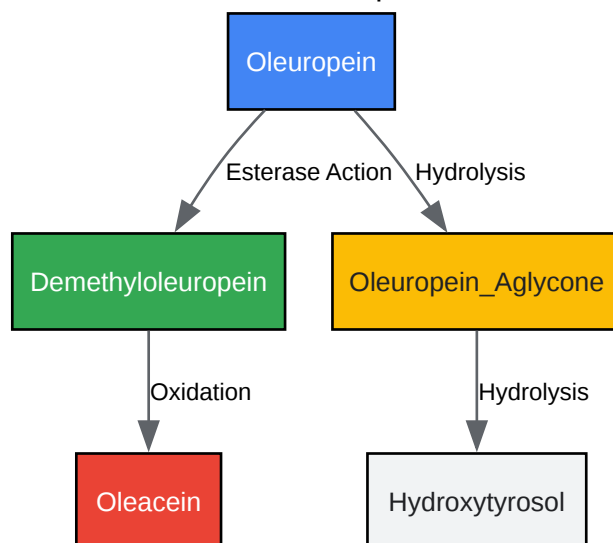 Oleuropein
Esterase Action
Hydrolysis
Demethyloleuropein
Oleuropein_Aglycone
Oxidation
Hydrolysis
Oleacein
Hydroxytyrosol